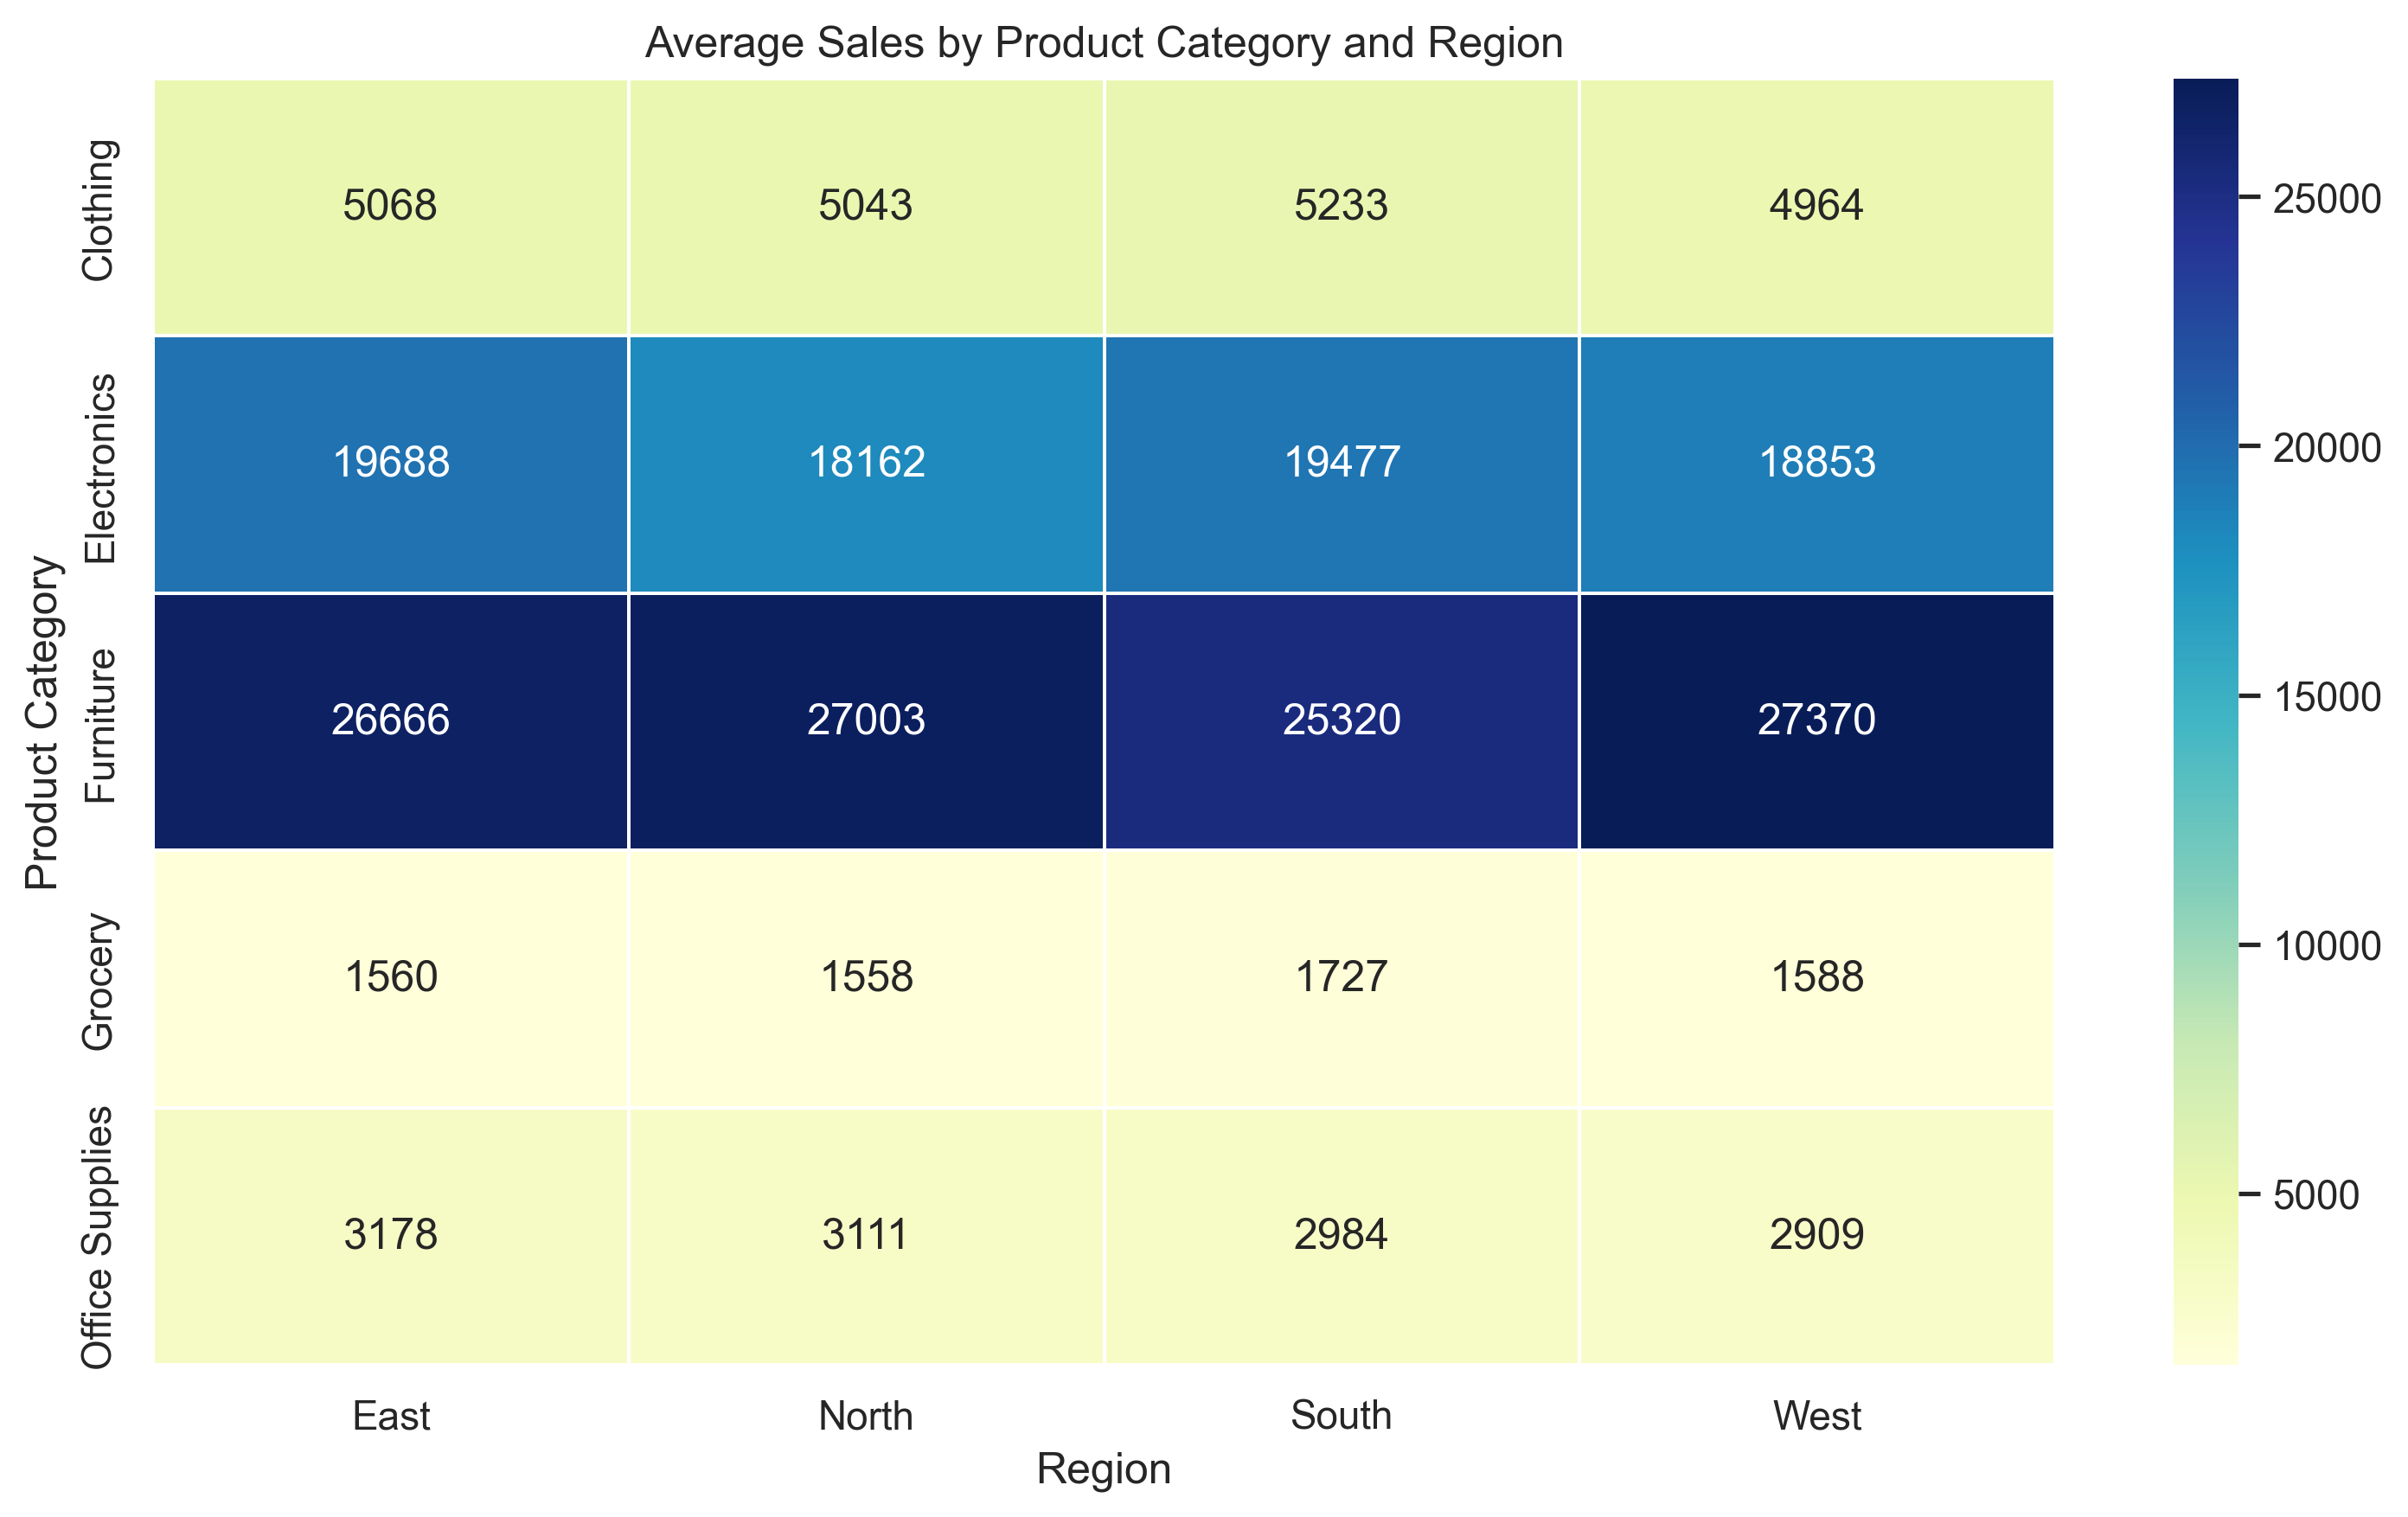 Average Sales by Product Category and Region
Product Category
Clothing
5068 5043 5233 4964
Electronics
19688 18162 19477 18853
Furniture
26666 27003 25320 27370
Grocery
1560 1558 1727 1588
Office Supplies
3178 3111 2984 2909
East North South West
Region
25000
20000
15000
10000
5000